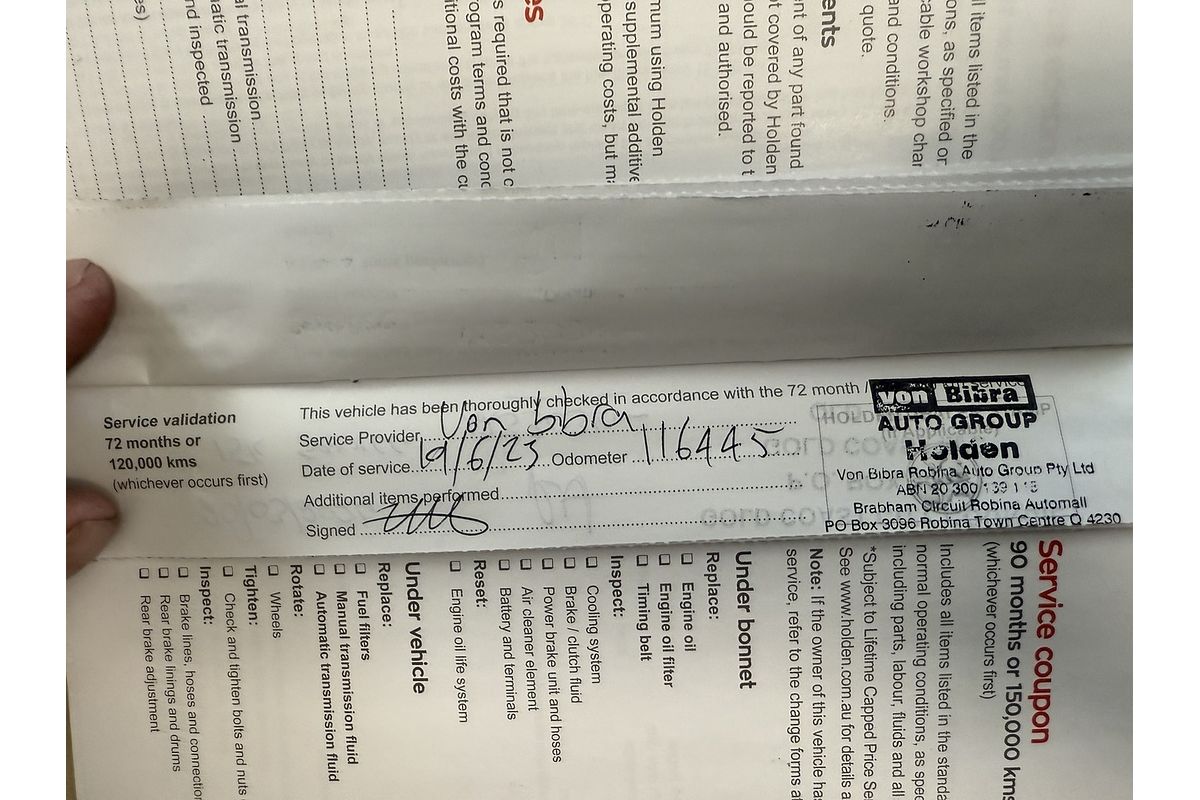 Service validation
72 months or
120,000 kms
(whichever occurs first)
This vehicle has been thoroughly checked in accordance with the 72 month /
Service Provider Von Bibra
Date of service 19/6/23 Odometer 116445
Additional items performed
Signed
von Bibra
AUTO GROUP
Holden
Von Bibra Robina Auto Group Pty Ltd
ABN 20 300
Brabham Circuit Robina Automall
PO Box 3096 Robina Town Centre Q 4230
Service coupon
90 months or 150,000 kms
(whichever occurs first)
Includes all items listed in the standa
normal operating conditions, as spec
including parts, labour, fluids and all
*Subject to Lifetime Capped Price Se
See www.holden.com.au for details a
Note: If the owner of this vehicle has
service, refer to the change forms at
Under bonnet
Replace:
❑ Engine oil
❑ Engine oil filter
❑ Timing belt
Inspect:
❑ Cooling system
❑ Brake / clutch fluid
❑ Power brake unit and hoses
❑ Air cleaner element
❑ Battery and terminals
Reset:
❑ Engine oil life system
Under vehicle
Replace:
❑ Fuel filters
❑ Manual transmission fluid
❑ Automatic transmission fluid
Rotate:
❑ Wheels
Tighten:
❑ Check and tighten bolts and nuts
Inspect:
❑ Brake lines, hoses and connection
❑ Rear brake linings and drums
❑ Rear brake adjustment
ll items listed in the
ons, as specified or
able workshop char
and conditions.
quote.
ents
nt of any part found
t covered by Holden
ould be reported to t
and authorised.
mum using Holden
supplemental additive
perating costs, but ma
es
s required that is not c
rogram terms and conc
itional costs with the cu
al transmission
atic transmission
nd inspected
es)